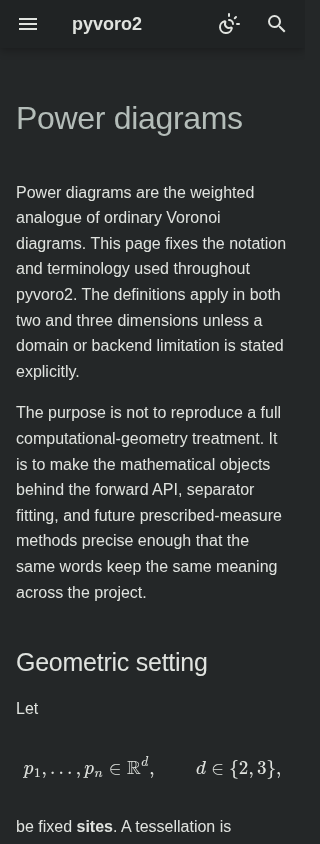 pyvoro2
Power diagrams
Power diagrams are the weighted
analogue of ordinary Voronoi
diagrams. This page fixes the notation
and terminology used throughout
pyvoro2. The definitions apply in both
two and three dimensions unless a
domain or backend limitation is stated
explicitly.
The purpose is not to reproduce a full
computational-geometry treatment. It
is to make the mathematical objects
behind the forward API, separator
fitting, and future prescribed-measure
methods precise enough that the
same words keep the same meaning
across the project.
Geometric setting
Let
p₁, …, pₙ ∈ ℝᵈ, d ∈ {2, 3},
be fixed sites. A tessellation is